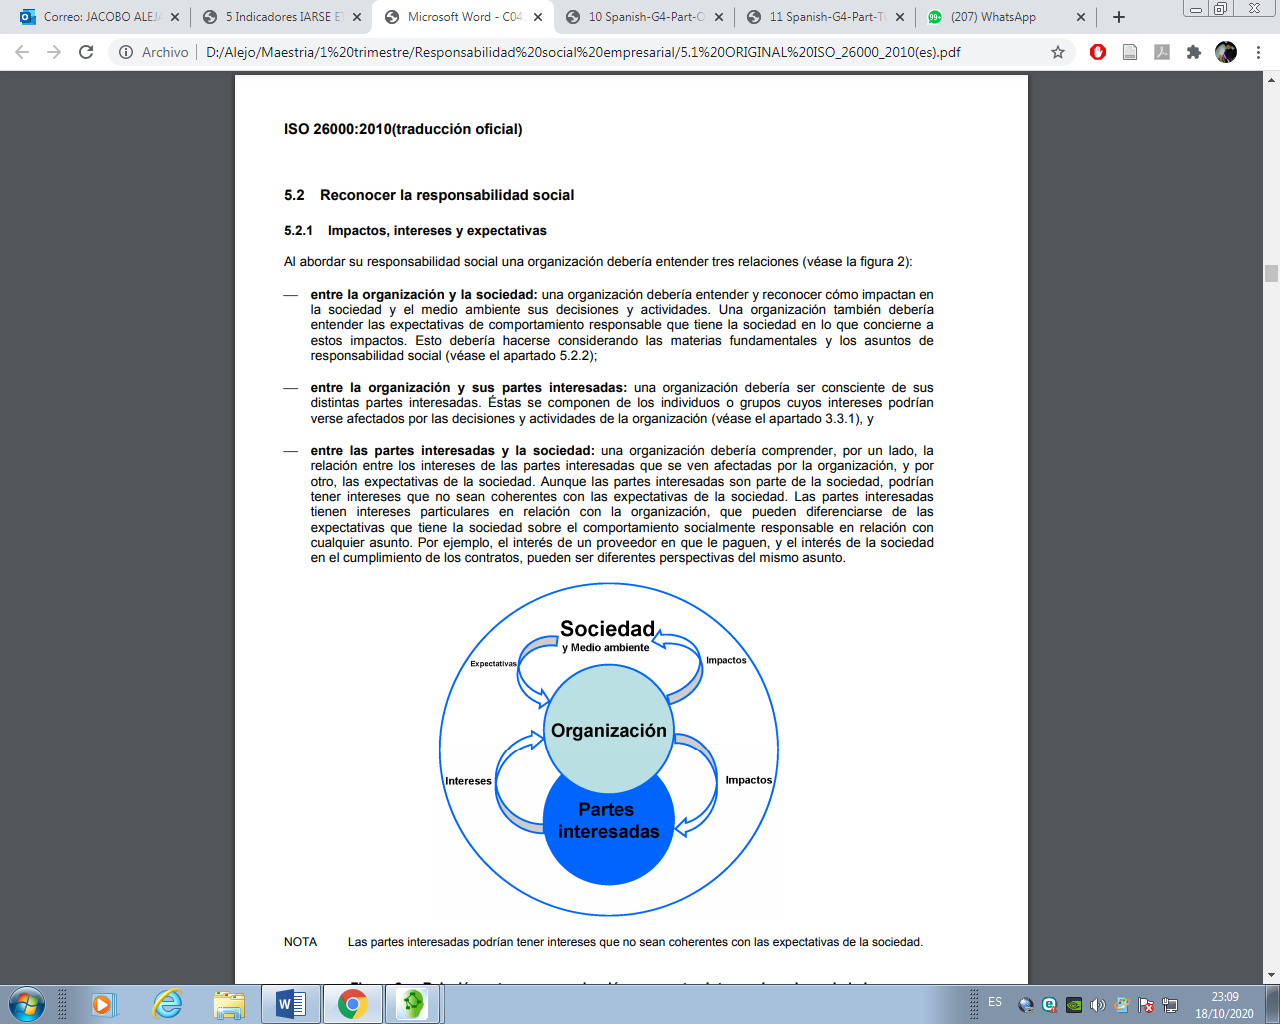 Correo: JACOBO ALEJA
5 Indicadores IARSE ET
Microsoft Word - C04
10 Spanish-G4-Part-O
11 Spanish-G4-Part-Tw
(207) WhatsApp
Archivo
D:/Alejo/Maestria/1%20trimestre/Responsabilidad%20social%20empresarial/5.1%20ORIGINAL%20ISO_26000_2010(es).pdf
ISO 26000:2010(traducción oficial)
5.2 Reconocer la responsabilidad social
5.2.1 Impactos, intereses y expectativas
Al abordar su responsabilidad social una organización debería entender tres relaciones (véase la figura 2):
— entre la organización y la sociedad: una organización debería entender y reconocer cómo impactan en
la sociedad y el medio ambiente sus decisiones y actividades. Una organización también debería
entender las expectativas de comportamiento responsable que tiene la sociedad en lo que concierne a
estos impactos. Esto debería hacerse considerando las materias fundamentales y los asuntos de
responsabilidad social (véase el apartado 5.2.2);
— entre la organización y sus partes interesadas: una organización debería ser consciente de sus
distintas partes interesadas. Éstas se componen de los individuos o grupos cuyos intereses podrían
verse afectados por las decisiones y actividades de la organización (véase el apartado 3.3.1), y
— entre las partes interesadas y la sociedad: una organización debería comprender, por un lado, la
relación entre los intereses de las partes interesadas que se ven afectadas por la organización, y por
otro, las expectativas de la sociedad. Aunque las partes interesadas son parte de la sociedad, podrían
tener intereses que no sean coherentes con las expectativas de la sociedad. Las partes interesadas
tienen intereses particulares en relación con la organización, que pueden diferenciarse de las
expectativas que tiene la sociedad sobre el comportamiento socialmente responsable en relación con
cualquier asunto. Por ejemplo, el interés de un proveedor en que le paguen, y el interés de la sociedad
en el cumplimiento de los contratos, pueden ser diferentes perspectivas del mismo asunto.
Sociedad
y Medio ambiente
Expectativas
Impactos
Organización
Intereses
Impactos
Partes
interesadas
NOTA Las partes interesadas podrían tener intereses que no sean coherentes con las expectativas de la sociedad.
ES
23:09
18/10/2020